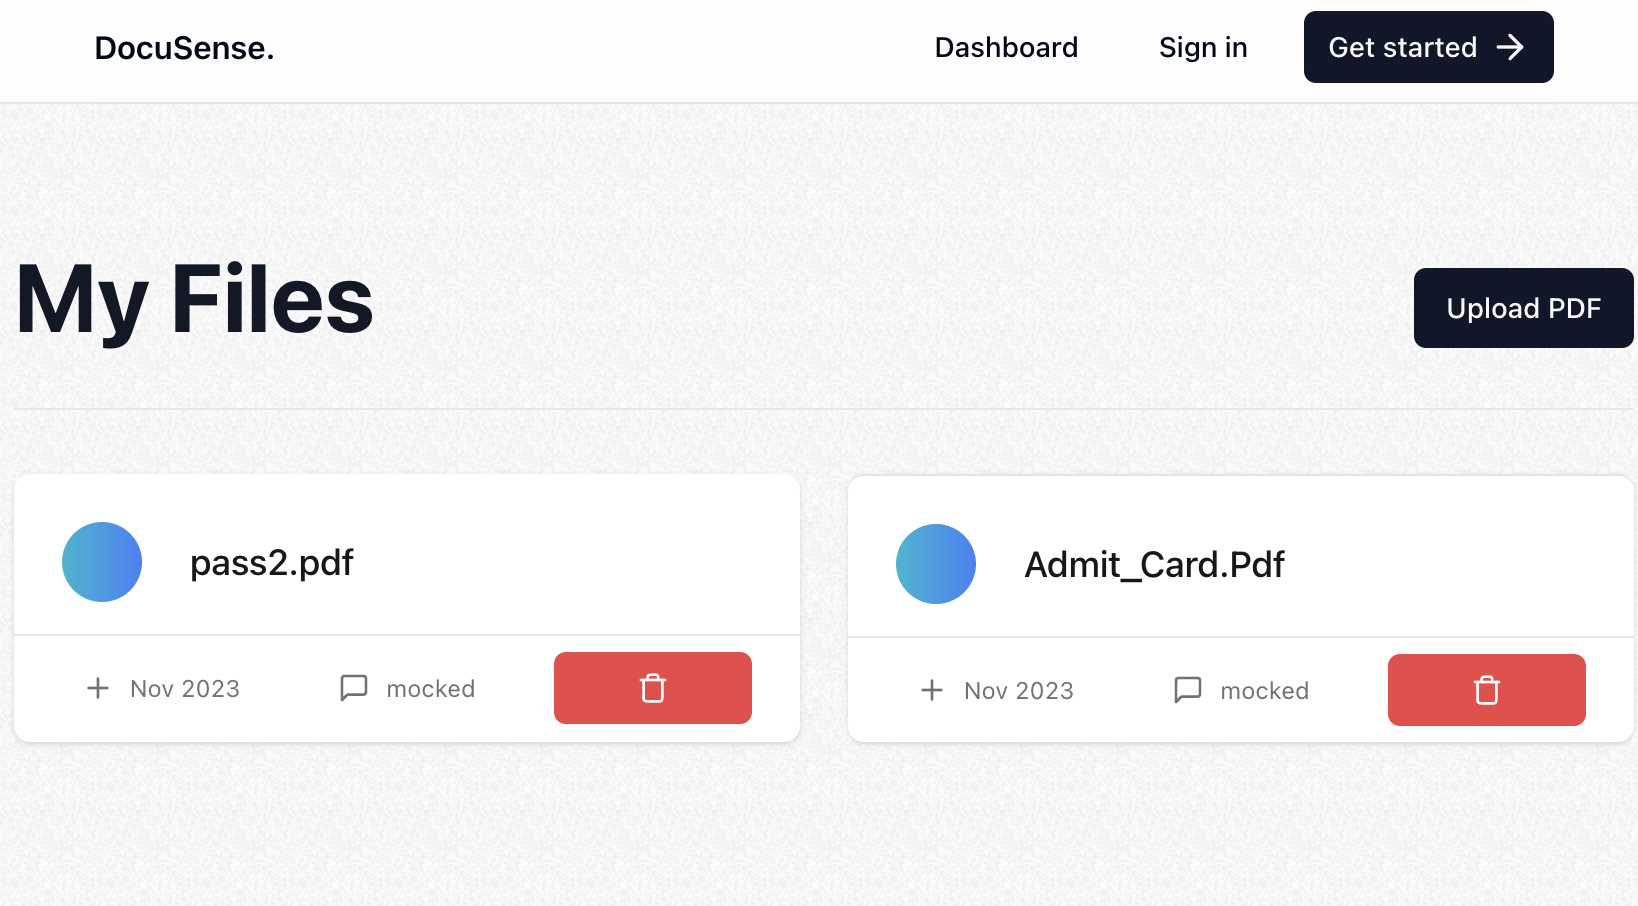 DocuSense.
Dashboard
Sign in
Get started
My Files
Upload PDF
pass2.pdf
Nov 2023
mocked
Admit_Card.Pdf
Nov 2023
mocked